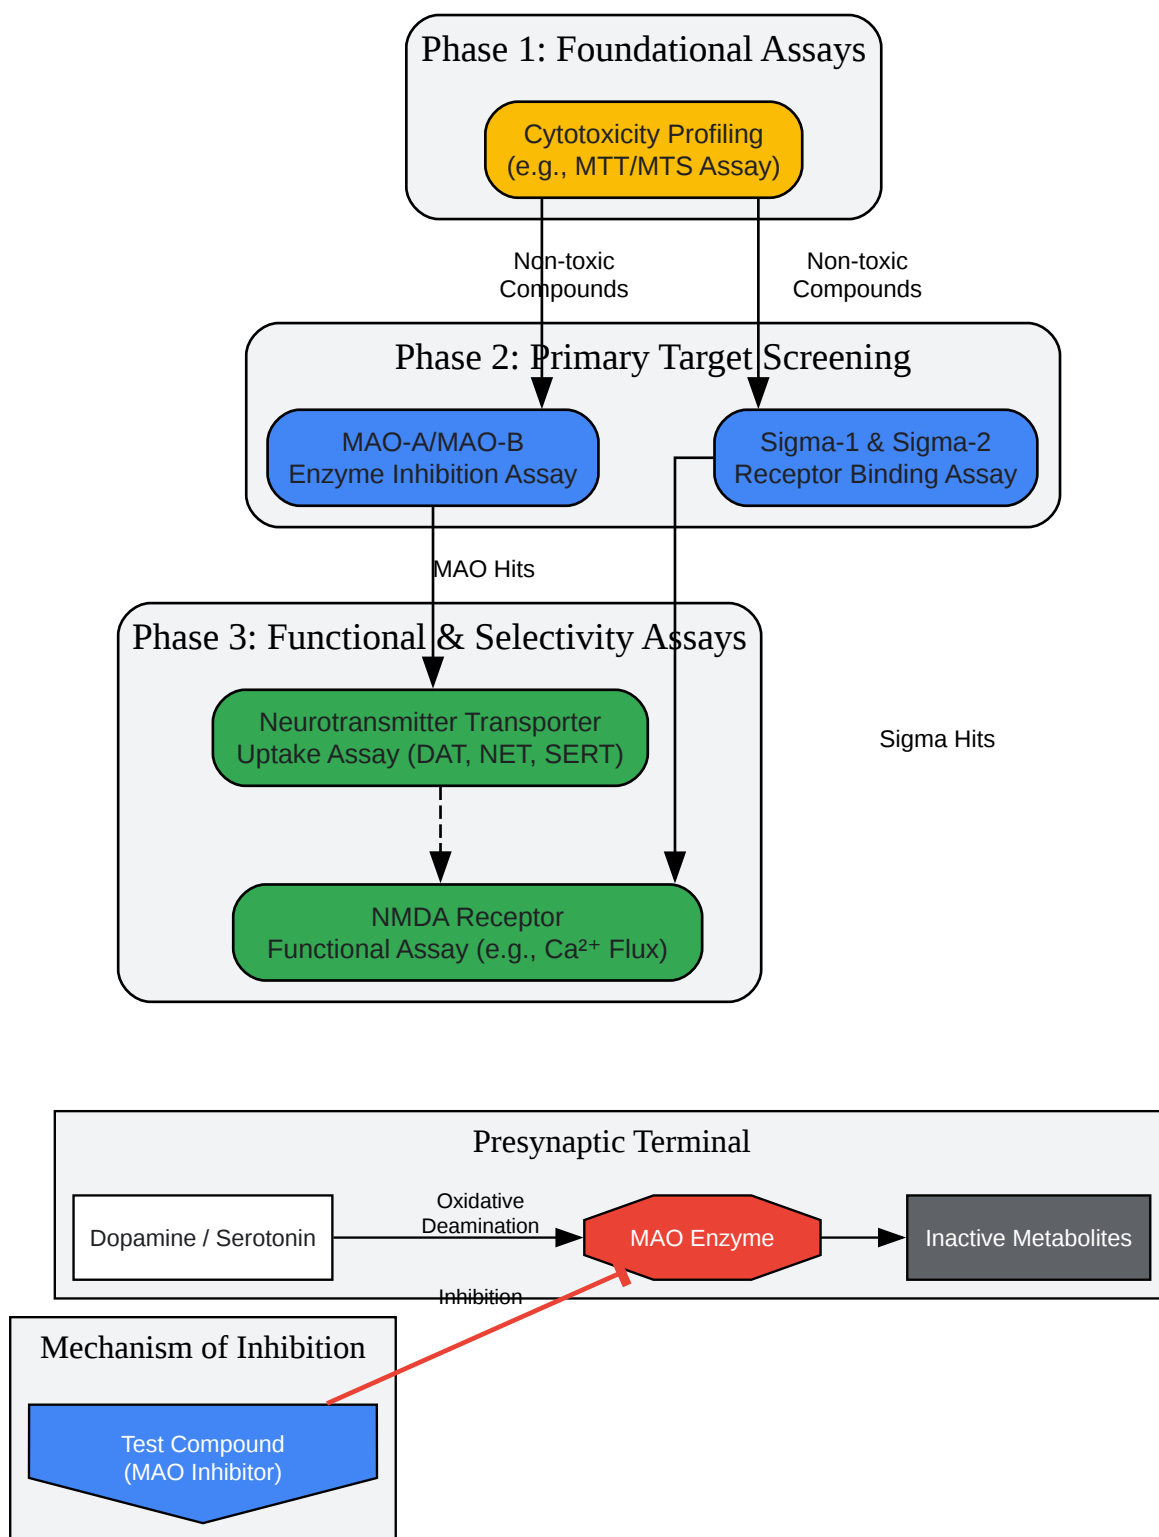 Phase 1: Foundational Assays
Cytotoxicity Profiling
(e.g., MTT/MTS Assay)
Non-toxic
Compounds
Non-toxic
Compounds
Phase 2: Primary Target Screening
MAO-A/MAO-B
Enzyme Inhibition Assay
Sigma-1 & Sigma-2
Receptor Binding Assay
MAO Hits
Phase 3: Functional & Selectivity Assays
Neurotransmitter Transporter
Uptake Assay (DAT, NET, SERT)
Sigma Hits
NMDA Receptor
Functional Assay (e.g., Ca²⁺ Flux)
Presynaptic Terminal
Dopamine / Serotonin
Oxidative
Deamination
MAO Enzyme
Inactive Metabolites
Inhibition
Mechanism of Inhibition
Test Compound
(MAO Inhibitor)